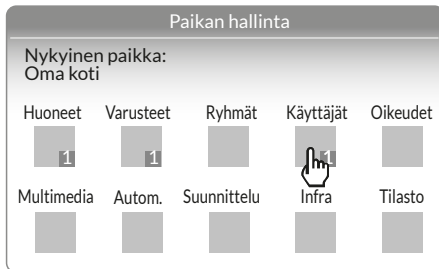 Paikan hallinta
Nykyinen paikka:
Oma koti
Huoneet Varusteet Ryhmät Käyttäjät Oikeudet
1 1 1
Multimedia Autom. Suunnittelu Infra Tilasto